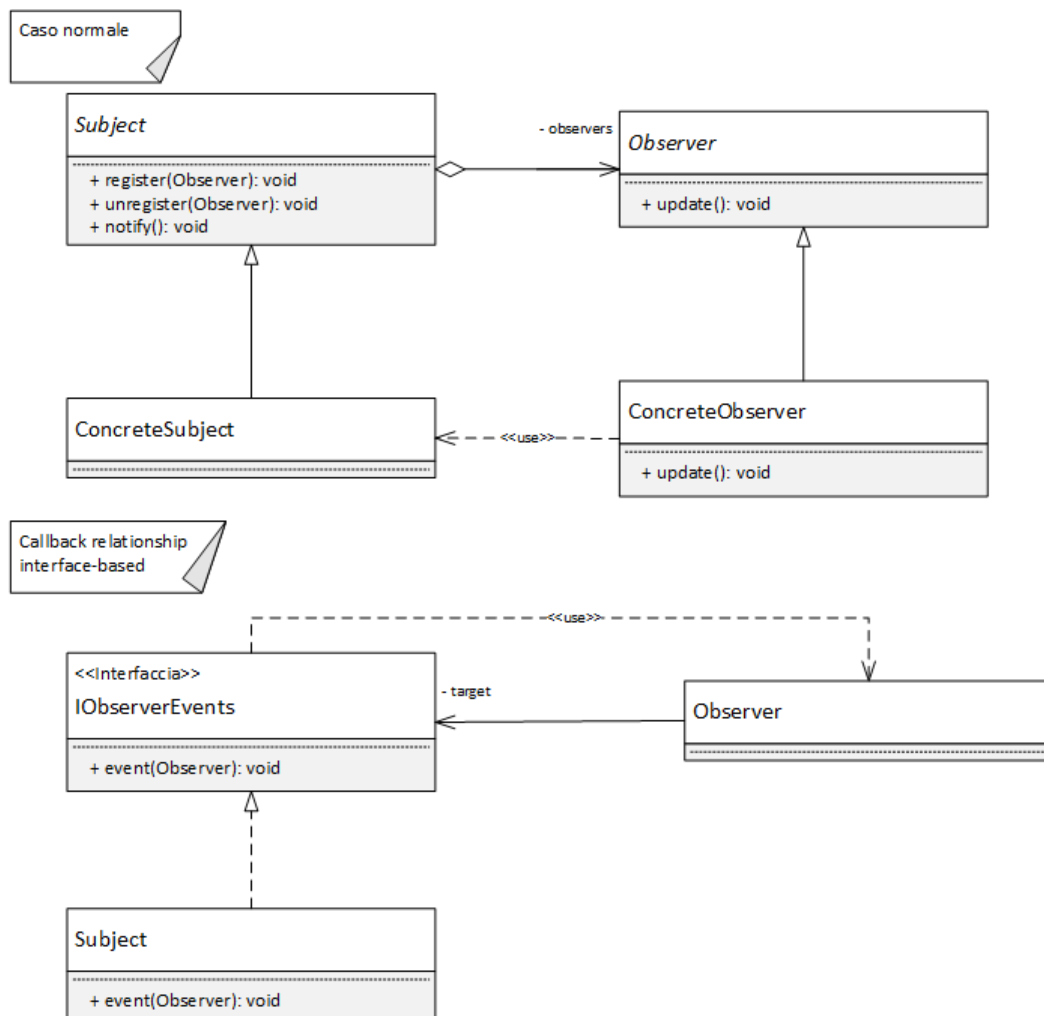 Caso normale
Subject
+ register(Observer): void
+ unregister(Observer): void
+ notify(): void
- observers
Observer
+ update(): void
ConcreteSubject
<<use>>
ConcreteObserver
+ update(): void
Callback relationship
interface-based
<<use>>
<<Interfaccia>>
IObserverEvents
+ event(Observer): void
- target
Observer
Subject
+ event(Observer): void